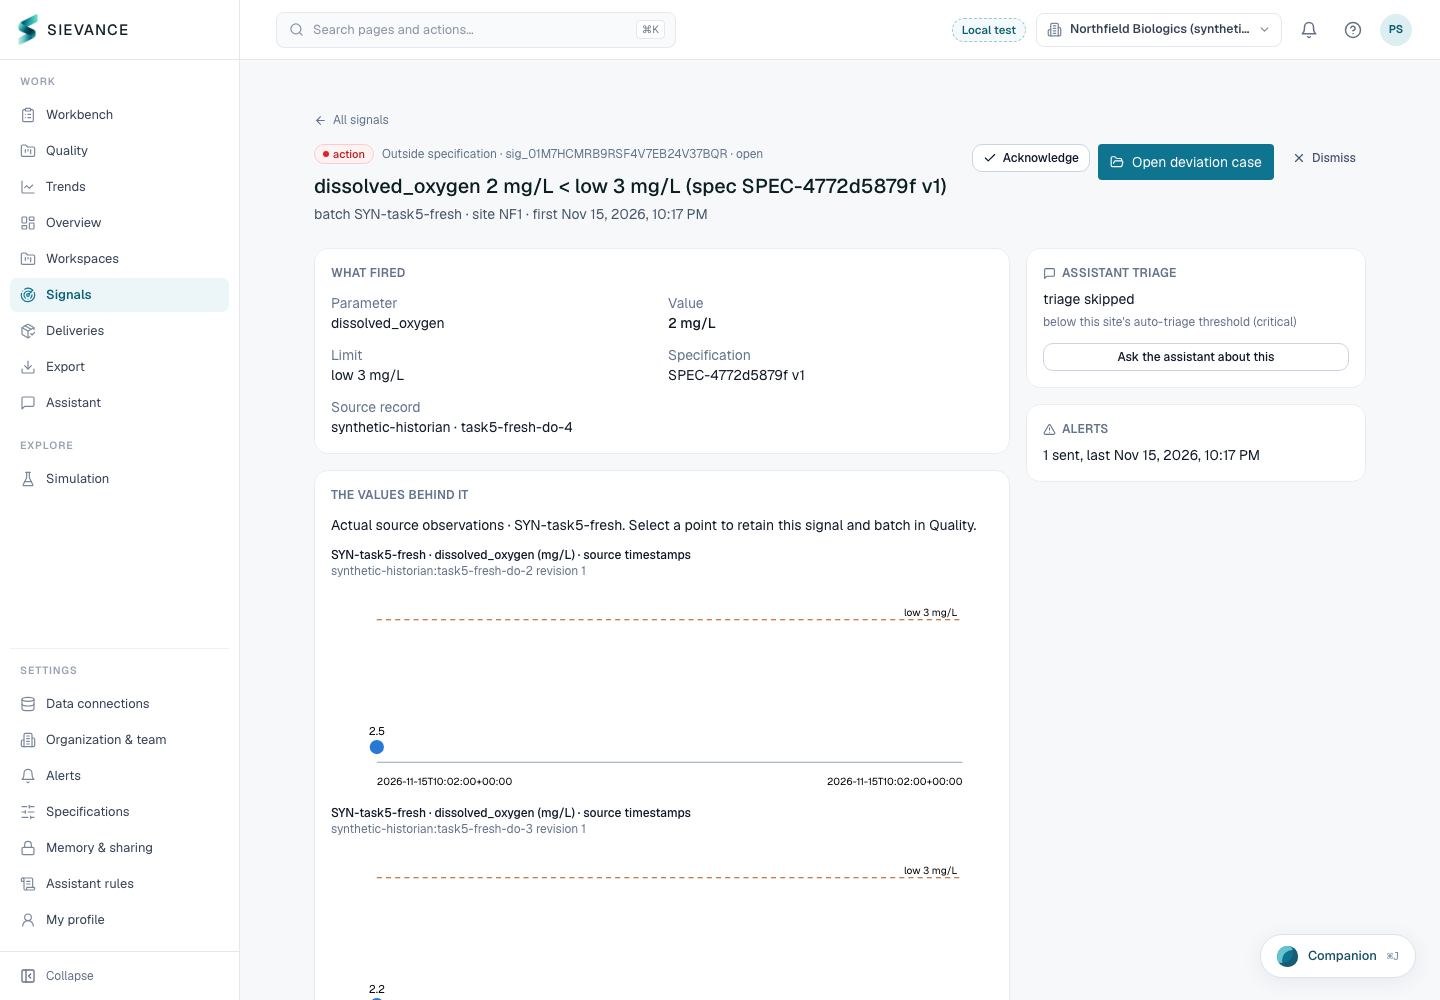 SIEVANCE
Search pages and actions...
⌘K
Local test
Northfield Biologics (syntheti...
PS
WORK
Workbench
Quality
Trends
Overview
Workspaces
Signals
Deliveries
Export
Assistant
EXPLORE
Simulation
SETTINGS
Data connections
Organization & team
Alerts
Specifications
Memory & sharing
Assistant rules
My profile
Collapse
All signals
action Outside specification · sig_01M7HCMRB9RSF4V7EB24V37BQR · open
Acknowledge
Open deviation case
Dismiss
dissolved_oxygen 2 mg/L < low 3 mg/L (spec SPEC-4772d5879f v1)
batch SYN-task5-fresh · site NF1 · first Nov 15, 2026, 10:17 PM
WHAT FIRED
Parameter
dissolved_oxygen
Value
2 mg/L
Limit
low 3 mg/L
Specification
SPEC-4772d5879f v1
Source record
synthetic-historian · task5-fresh-do-4
THE VALUES BEHIND IT
Actual source observations · SYN-task5-fresh. Select a point to retain this signal and batch in Quality.
SYN-task5-fresh · dissolved_oxygen (mg/L) · source timestamps
synthetic-historian:task5-fresh-do-2 revision 1
low 3 mg/L
2.5
2026-11-15T10:02:00+00:00
2026-11-15T10:02:00+00:00
SYN-task5-fresh · dissolved_oxygen (mg/L) · source timestamps
synthetic-historian:task5-fresh-do-3 revision 1
low 3 mg/L
2.2
ASSISTANT TRIAGE
triage skipped
below this site's auto-triage threshold (critical)
Ask the assistant about this
ALERTS
1 sent, last Nov 15, 2026, 10:17 PM
Companion ⌘J